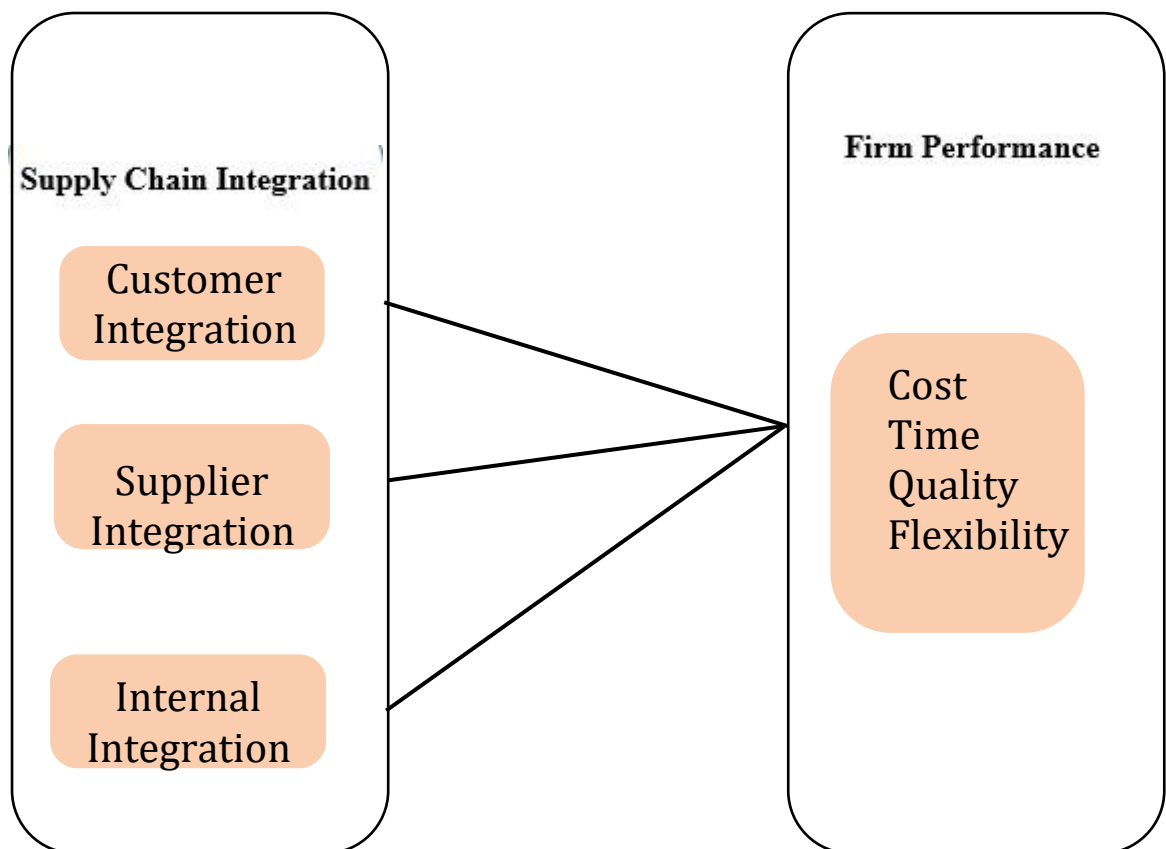 Supply Chain Integration
Customer
Integration
Supplier
Integration
Internal
Integration
Firm Performance
Cost
Time
Quality
Flexibility